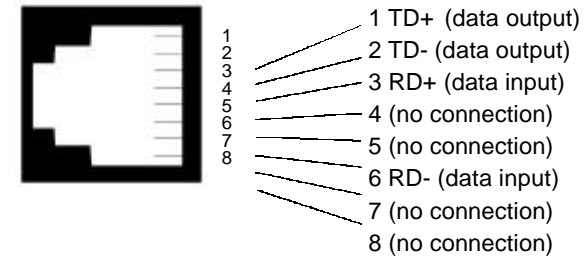 1
2
3
4
5
6
7
8
1 TD+ (data output)
2 TD- (data output)
3 RD+ (data input)
4 (no connection)
5 (no connection)
6 RD- (data input)
7 (no connection)
8 (no connection)